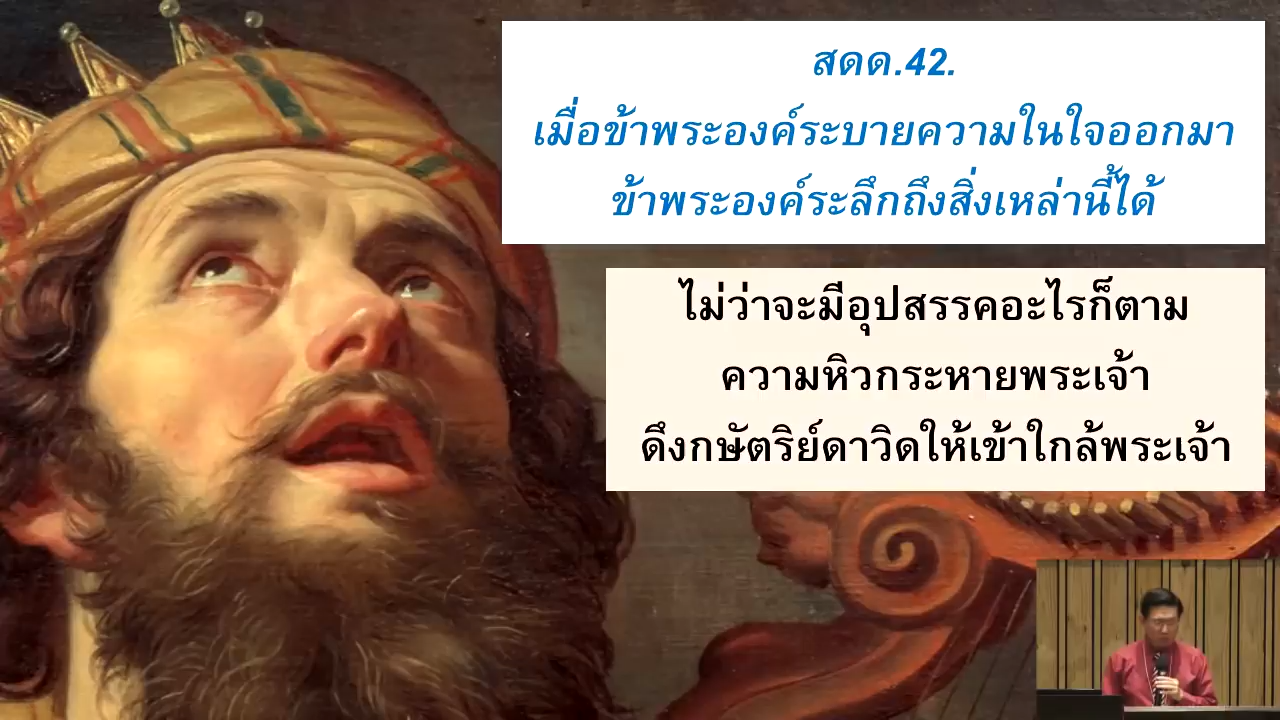 สดด.42.
เมื่อข้าพระองค์ระบายความในใจออกมา
ข้าพระองค์ระลึกถึงสิ่งเหล่านี้ได้
ไม่ว่าจะมีอุปสรรคอะไรก็ตาม
ความหิวกระหายพระเจ้า
ดึงกษัตริย์ดาวิดให้เข้าใกล้พระเจ้า